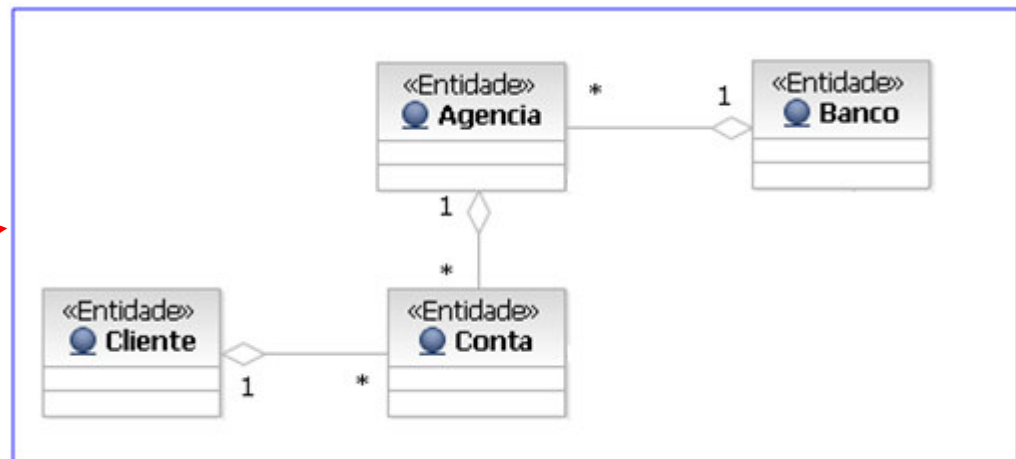 «Entidade»
Agencia
*
1
«Entidade»
Banco
1
*
«Entidade»
Cliente
1
*
«Entidade»
Conta